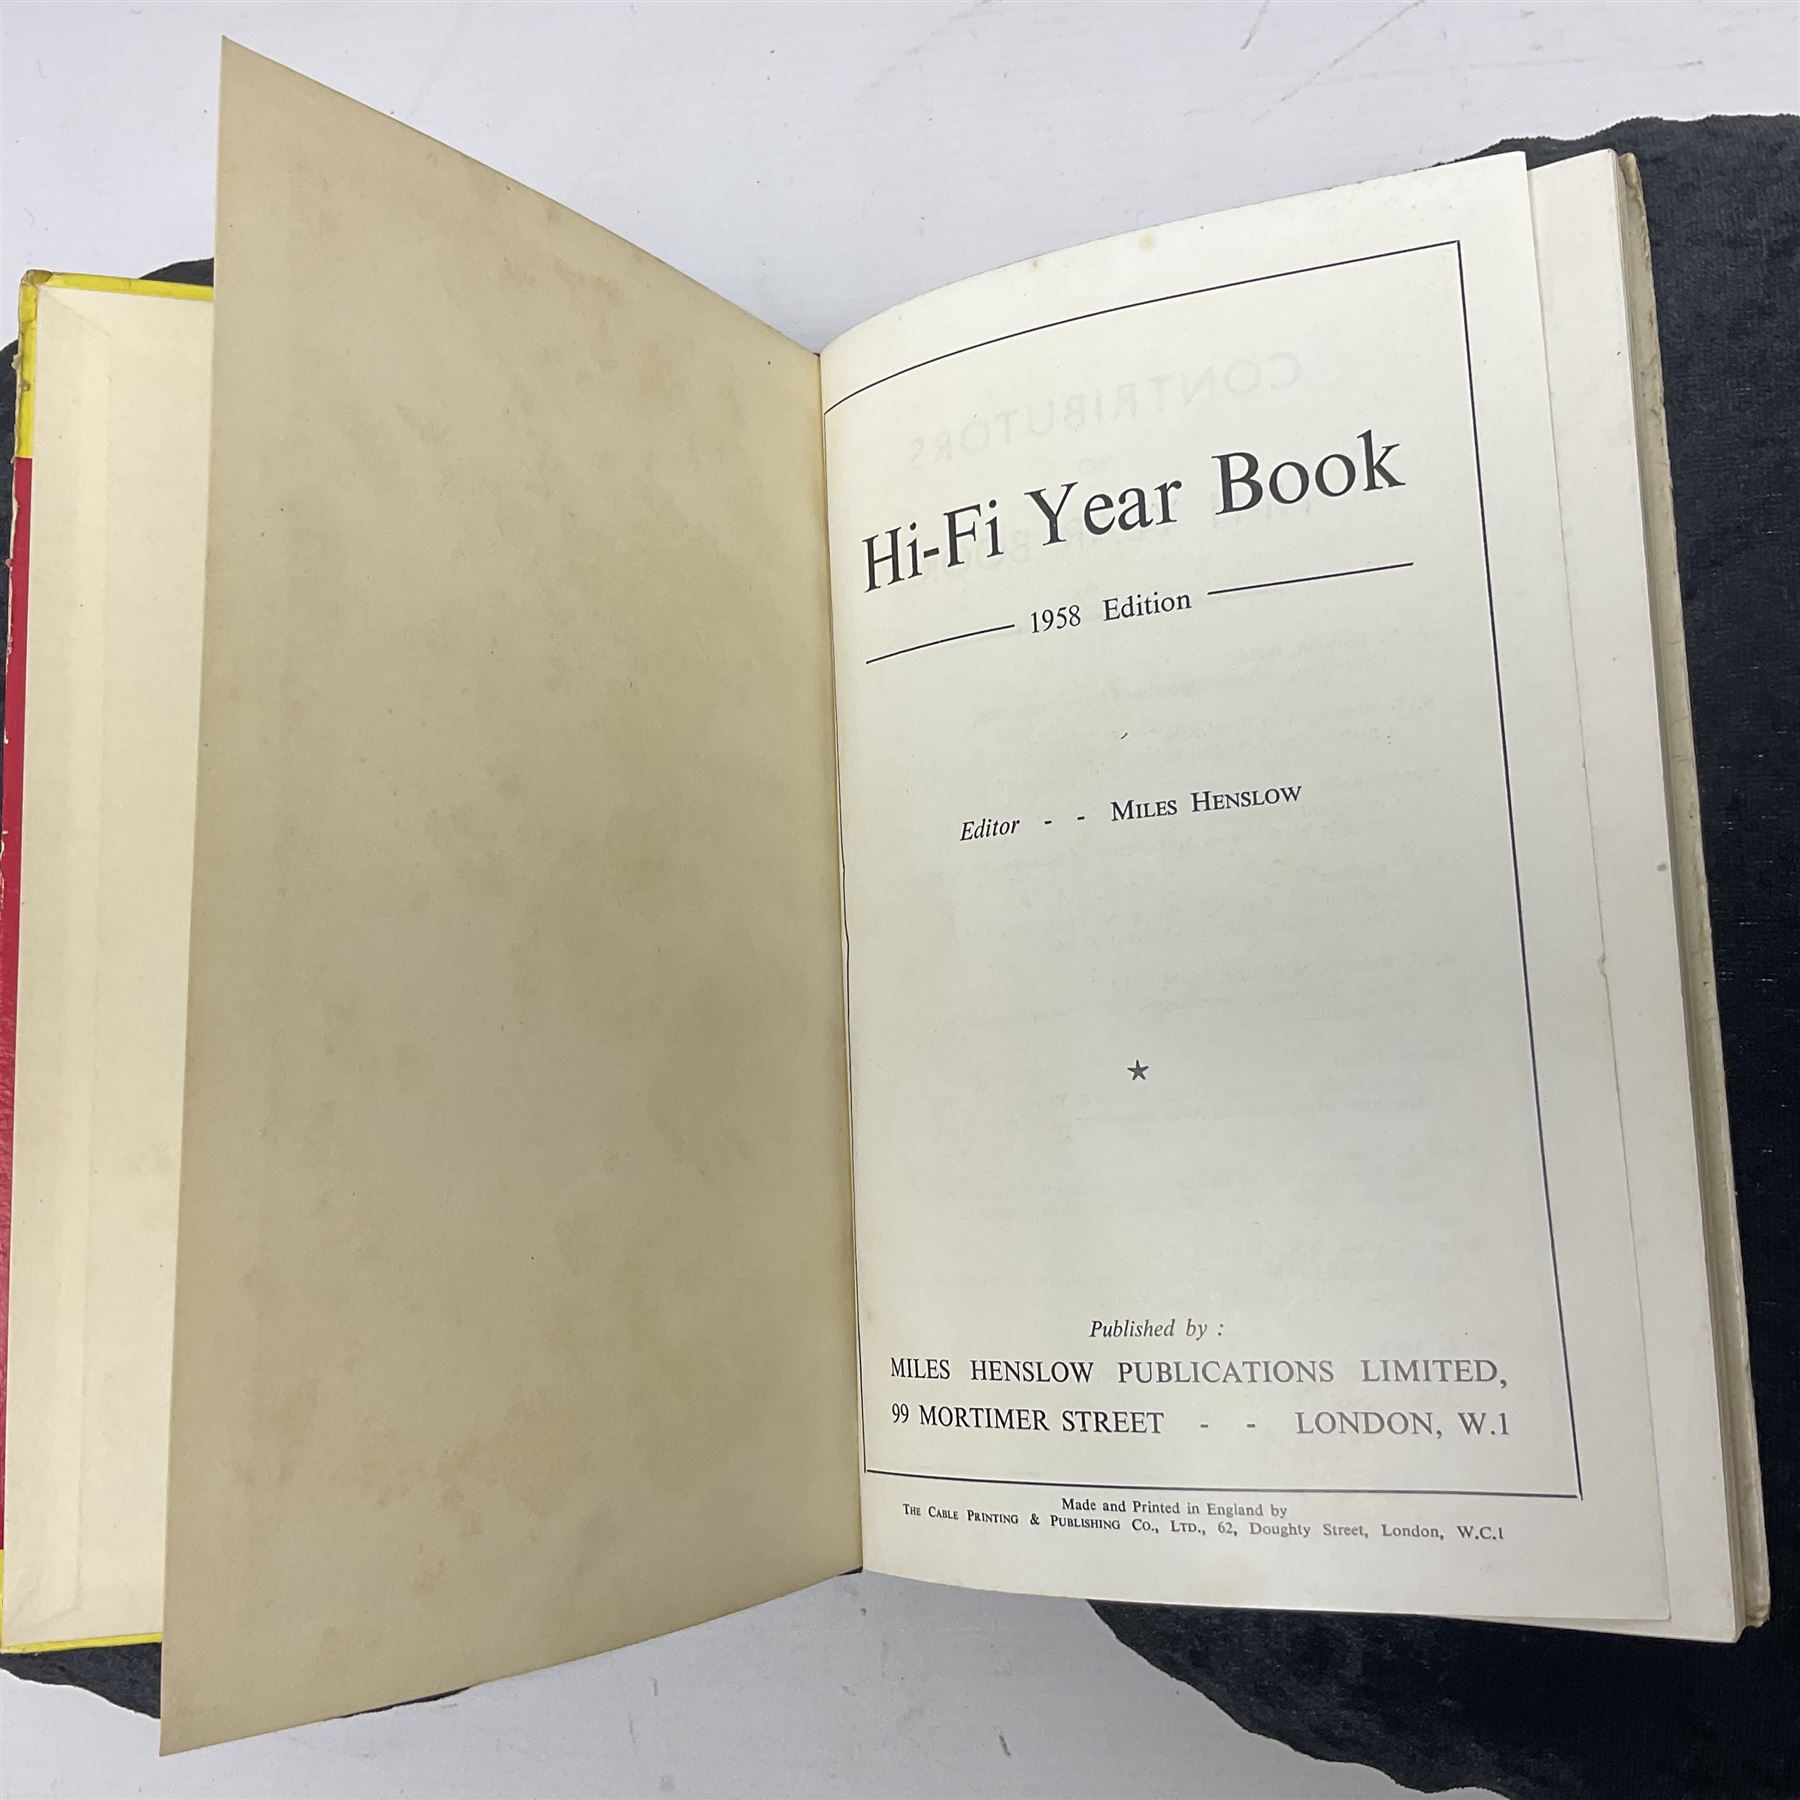 Hi-Fi Year Book
1958 Edition
Editor - - MILES HENSLOW
★
Published by :
MILES HENSLOW PUBLICATIONS LIMITED,
99 MORTIMER STREET - - LONDON, W.1
Made and Printed in England by
THE CABLE PRINTING & PUBLISHING CO., LTD., 62, Doughty Street, London, W.C.1
CONTRIBUTORS